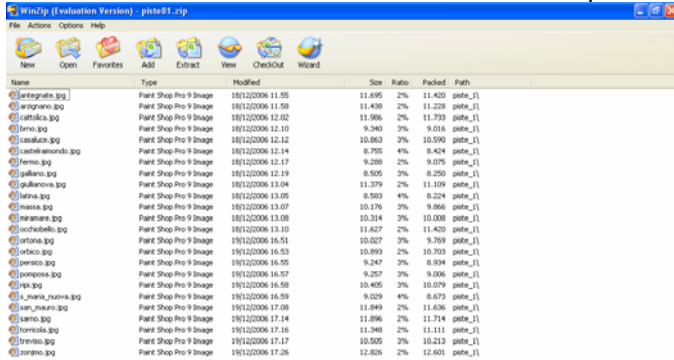 WinZip (Evaluation Version) - piste@1.zip
File Actions Options Help
New Open Favorites Add Extract View CheckOut Wizard
Name Type Modified Size Ratio Packed Path
antegnate.jpg Paint Shop Pro 9 Image 18/12/2006 11.55 11.695 2% 11.420 piste_1\
arzignano.jpg Paint Shop Pro 9 Image 18/12/2006 11.58 11.438 2% 11.228 piste_1\
cattolica.jpg Paint Shop Pro 9 Image 18/12/2006 12.02 11.986 2% 11.733 piste_1\
brno.jpg Paint Shop Pro 9 Image 18/12/2006 12.10 9.340 3% 9.016 piste_1\
casaluce.jpg Paint Shop Pro 9 Image 18/12/2006 12.12 10.863 3% 10.590 piste_1\
castelraimondo.jpg Paint Shop Pro 9 Image 18/12/2006 12.14 8.755 4% 8.424 piste_1\
fermo.jpg Paint Shop Pro 9 Image 18/12/2006 12.17 9.288 2% 9.075 piste_1\
galliano.jpg Paint Shop Pro 9 Image 18/12/2006 12.19 8.505 3% 8.250 piste_1\
giulianova.jpg Paint Shop Pro 9 Image 18/12/2006 13.04 11.379 2% 11.109 piste_1\
latina.jpg Paint Shop Pro 9 Image 18/12/2006 13.05 8.583 4% 8.224 piste_1\
massa.jpg Paint Shop Pro 9 Image 18/12/2006 13.07 10.176 3% 9.866 piste_1\
miramare.jpg Paint Shop Pro 9 Image 18/12/2006 13.08 10.314 3% 10.008 piste_1\
occhiobello.jpg Paint Shop Pro 9 Image 18/12/2006 13.10 11.627 2% 11.420 piste_1\
ortona.jpg Paint Shop Pro 9 Image 19/12/2006 16.51 10.027 3% 9.769 piste_1\
orbico.jpg Paint Shop Pro 9 Image 19/12/2006 16.53 10.893 2% 10.703 piste_1\
persico.jpg Paint Shop Pro 9 Image 19/12/2006 16.55 9.247 3% 8.934 piste_1\
pomposa.jpg Paint Shop Pro 9 Image 19/12/2006 16.57 9.257 3% 9.006 piste_1\
ripi.jpg Paint Shop Pro 9 Image 19/12/2006 16.58 10.405 3% 10.079 piste_1\
s_maria_nuova.jpg Paint Shop Pro 9 Image 19/12/2006 16.59 9.029 4% 8.673 piste_1\
san_mauro.jpg Paint Shop Pro 9 Image 19/12/2006 17.08 11.849 2% 11.636 piste_1\
sarno.jpg Paint Shop Pro 9 Image 19/12/2006 17.14 11.896 2% 11.714 piste_1\
torricola.jpg Paint Shop Pro 9 Image 19/12/2006 17.16 11.348 2% 11.111 piste_1\
treviso.jpg Paint Shop Pro 9 Image 19/12/2006 17.17 10.505 3% 10.213 piste_1\
zonjmo.jpg Paint Shop Pro 9 Image 19/12/2006 17.26 12.826 2% 12.601 piste_1\